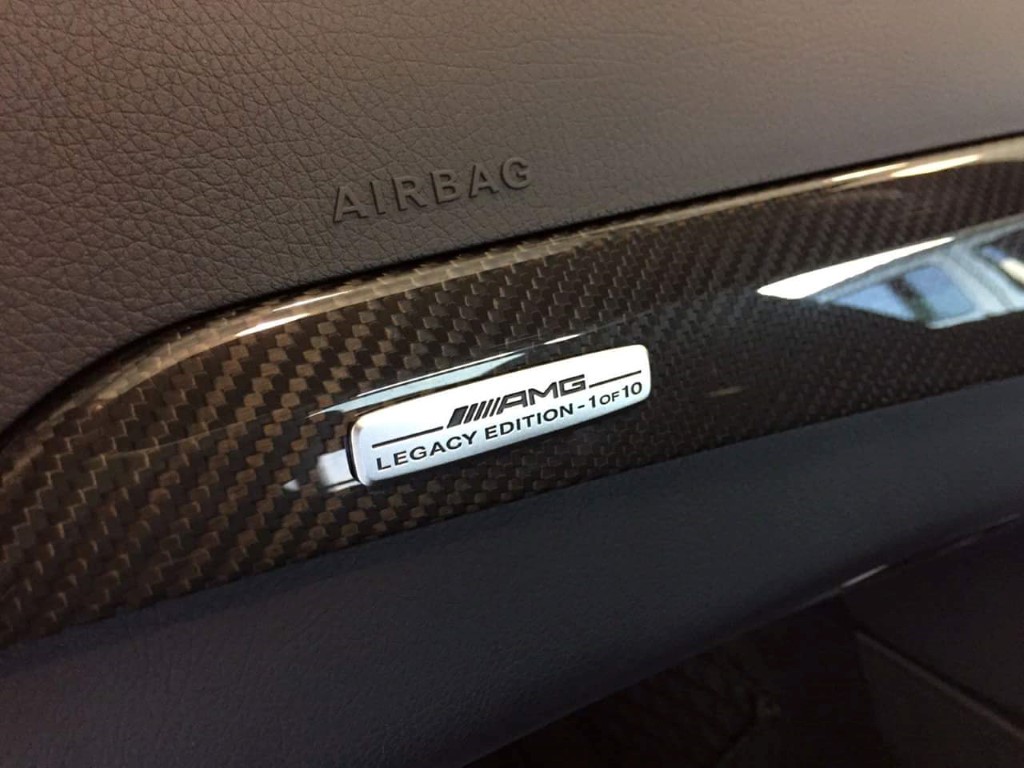 AIRBAG
AMG
LEGACY EDITION - 1 OF 10